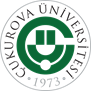 ÇUKUROVA ÜNİVERSİTESİ
• 1973 •